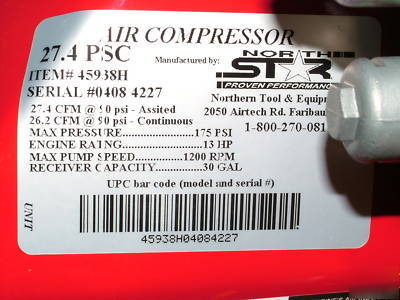 AIR COMPRESSOR
27.4 PSC
Manufactured by:
NORTH
STAR
PROVEN PERFORMANCE
ITEM# 45938H
SERIAL #0408 4227
Northern Tool & Equip
27.4 CFM @ 90 psi - Assited
2050 Airtech Rd. Faribau
26.2 CFM @ 90 psi - Continuous
1-800-270-081
MAX PRESSURE....................175 PSI
ENGINE RATING....................13 HP
MAX PUMP SPEED................1200 RPM
RECEIVER CAPACITY.............30 GAL
UPC bar code (model and serial #)
45938H04084227
UNIT